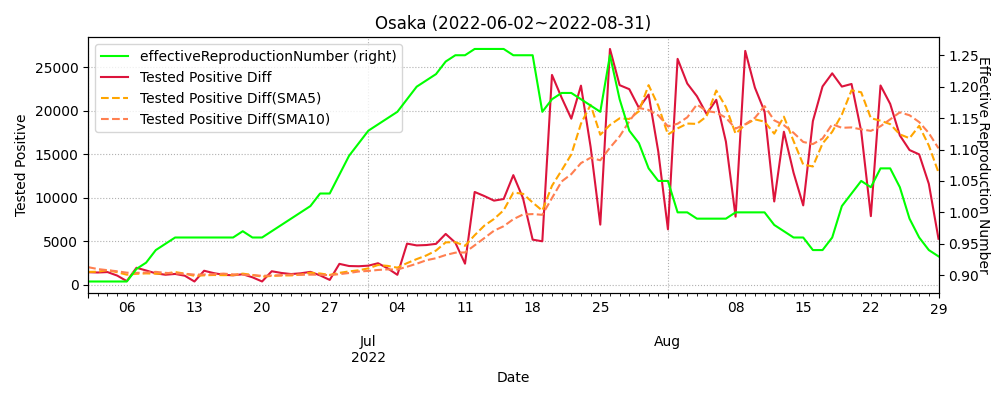 Osaka (2022-06-02~2022-08-31)
effectiveReproductionNumber (right)
Tested Positive Diff
Tested Positive Diff(SMA5)
Tested Positive Diff(SMA10)
Tested Positive
25000
20000
15000
10000
5000
0
1.25
1.20
1.15
1.10
1.05
1.00
0.95
0.90
Effective Reproduction Number
06 13 20 27 04 11 18 25 08 15 22 29
Jul Aug
2022
Date